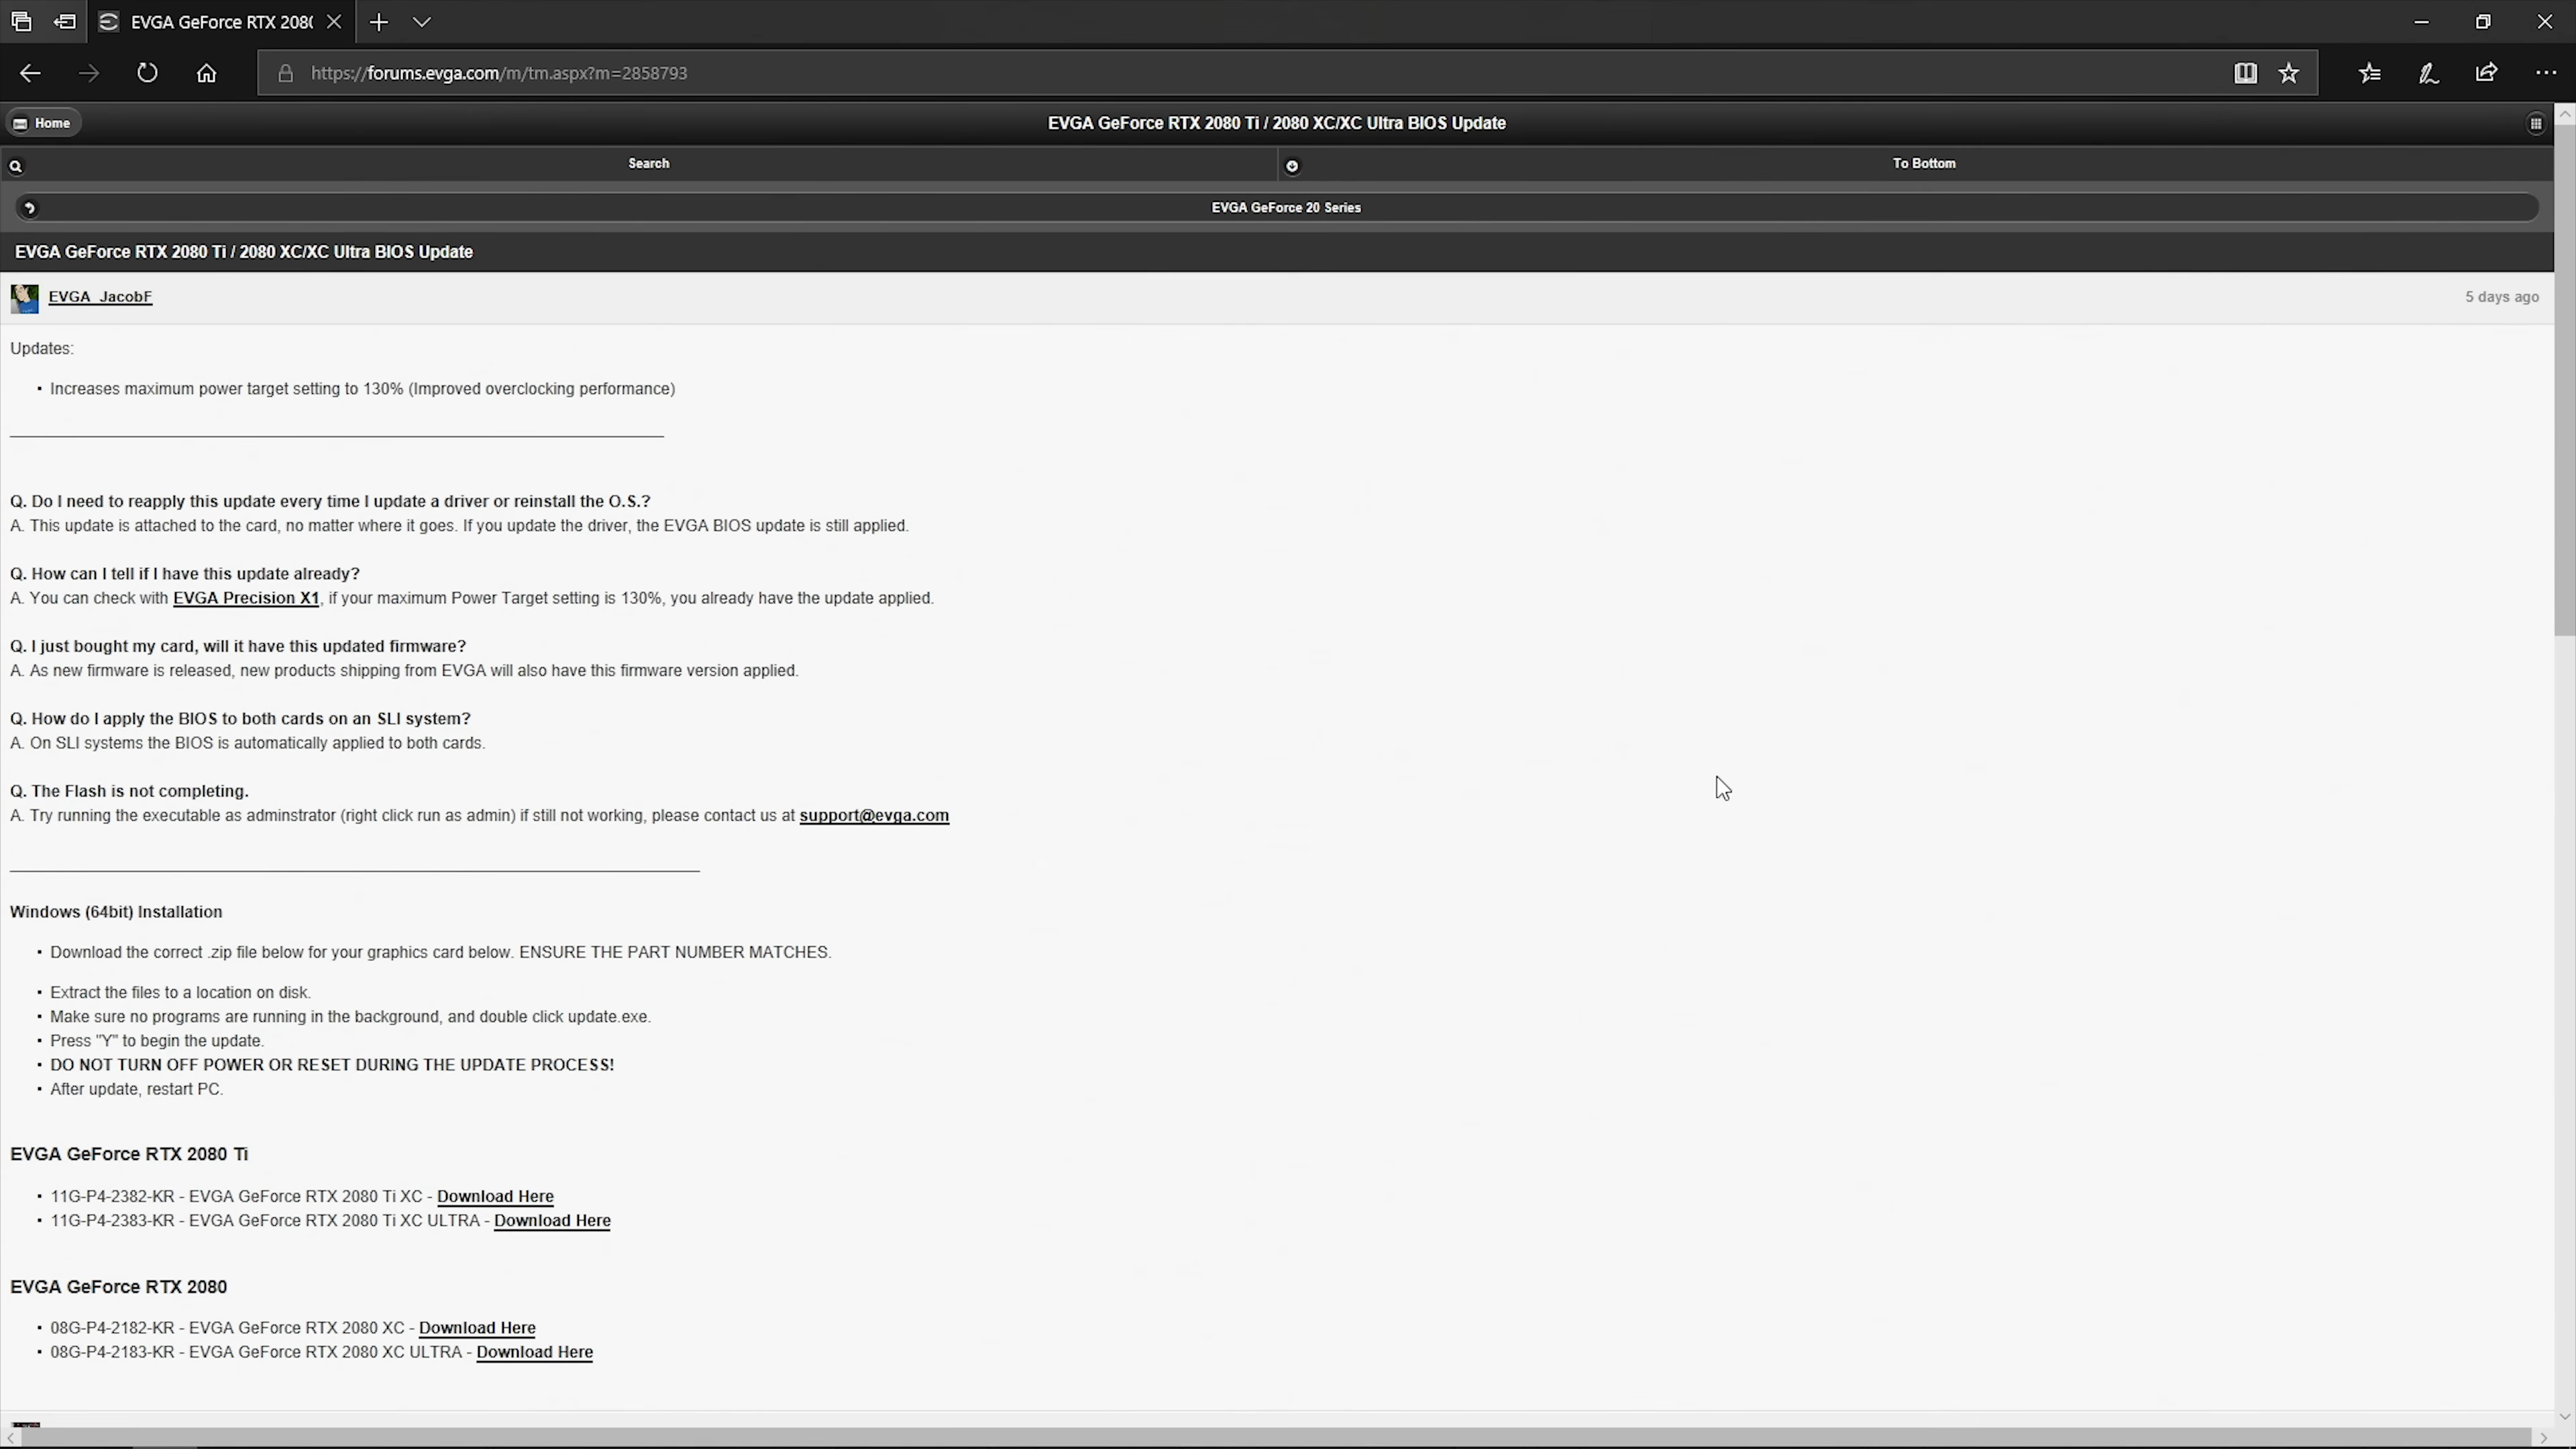 EVGA GeForce RTX 208
https://forums.evga.com/m/tm.aspx?m=2858793
Home
EVGA GeForce RTX 2080 Ti / 2080 XC/XC Ultra BIOS Update
Search
To Bottom
EVGA GeForce 20 Series
EVGA GeForce RTX 2080 Ti / 2080 XC/XC Ultra BIOS Update
EVGA_JacobF
5 days ago
Updates:
• Increases maximum power target setting to 130% (Improved overclocking performance)
Q. Do I need to reapply this update every time I update a driver or reinstall the O.S.?
A. This update is attached to the card, no matter where it goes. If you update the driver, the EVGA BIOS update is still applied.
Q. How can I tell if I have this update already?
A. You can check with EVGA Precision X1, if your maximum Power Target setting is 130%, you already have the update applied.
Q. I just bought my card, will it have this updated firmware?
A. As new firmware is released, new products shipping from EVGA will also have this firmware version applied.
Q. How do I apply the BIOS to both cards on an SLI system?
A. On SLI systems the BIOS is automatically applied to both cards.
Q. The Flash is not completing.
A. Try running the executable as adminstrator (right click run as admin) if still not working, please contact us at support@evga.com
Windows (64bit) Installation
• Download the correct .zip file below for your graphics card below. ENSURE THE PART NUMBER MATCHES.
• Extract the files to a location on disk.
• Make sure no programs are running in the background, and double click update.exe.
• Press "Y" to begin the update.
• DO NOT TURN OFF POWER OR RESET DURING THE UPDATE PROCESS!
• After update, restart PC.
EVGA GeForce RTX 2080 Ti
• 11G-P4-2382-KR - EVGA GeForce RTX 2080 Ti XC - Download Here
• 11G-P4-2383-KR - EVGA GeForce RTX 2080 Ti XC ULTRA - Download Here
EVGA GeForce RTX 2080
• 08G-P4-2182-KR - EVGA GeForce RTX 2080 XC - Download Here
• 08G-P4-2183-KR - EVGA GeForce RTX 2080 XC ULTRA - Download Here